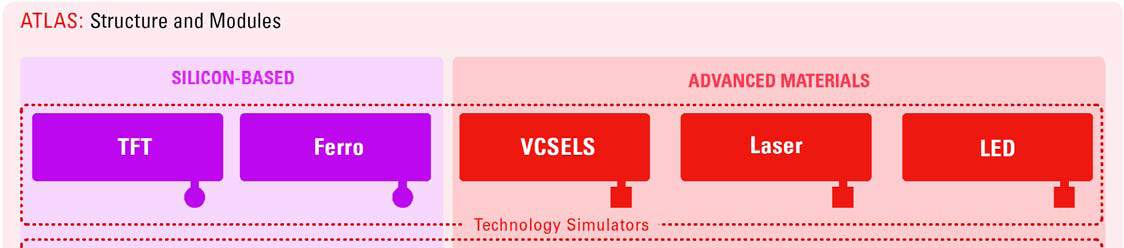 ATLAS: Structure and Modules
SILICON-BASED
ADVANCED MATERIALS
TFT
Ferro
VCSELS
Laser
LED
Technology Simulators